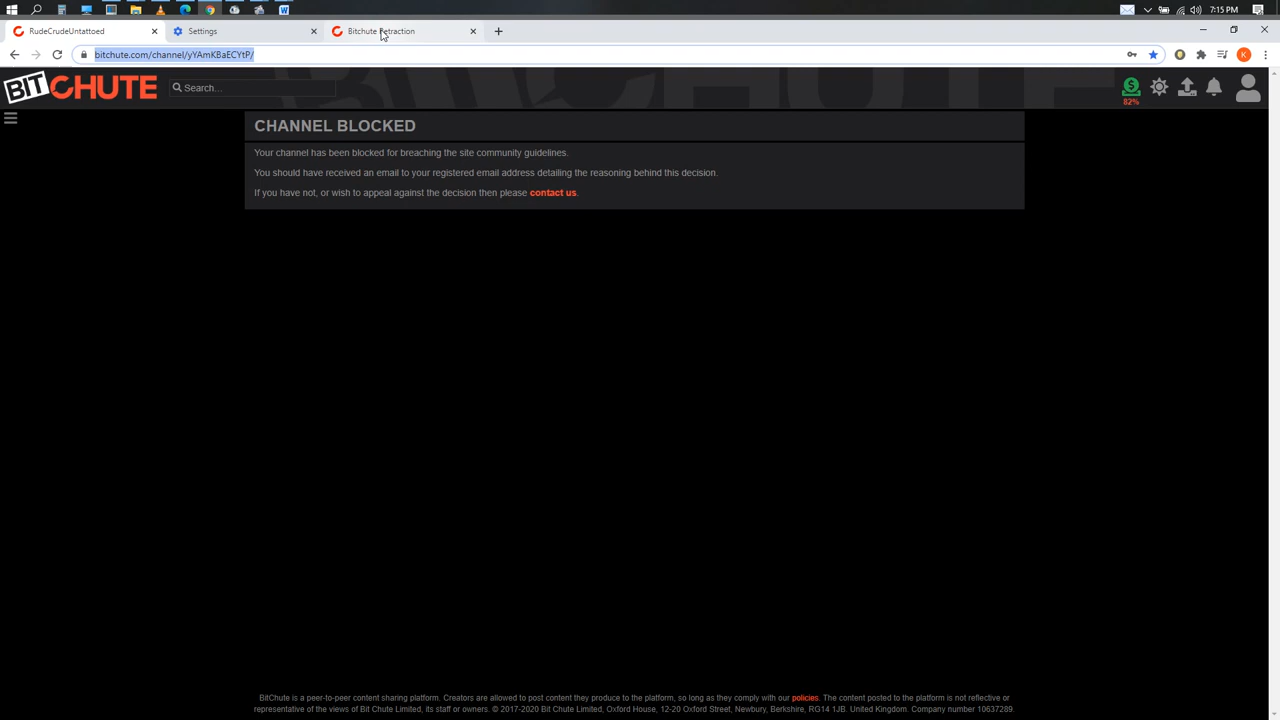 7:15 PM
RudeCrudeUntattoed
Settings
Bitchute Retraction
bitchute.com/channel/yYAmKBaECYtP/
K
BITCHUTE
Search...
82%
CHANNEL BLOCKED
Your channel has been blocked for breaching the site community guidelines.
You should have received an email to your registered email address detailing the reasoning behind this decision.
If you have not, or wish to appeal against the decision then please contact us.
BitChute is a peer-to-peer content sharing platform. Creators are allowed to post content they produce to the platform, so long as they comply with our policies. The content posted to the platform is not reflective or
representative of the views of Bit Chute Limited, its staff or owners. © 2017-2020 Bit Chute Limited, Oxford House, 12-20 Oxford Street, Newbury, Berkshire, RG14 1JB. United Kingdom. Company number 10637289.